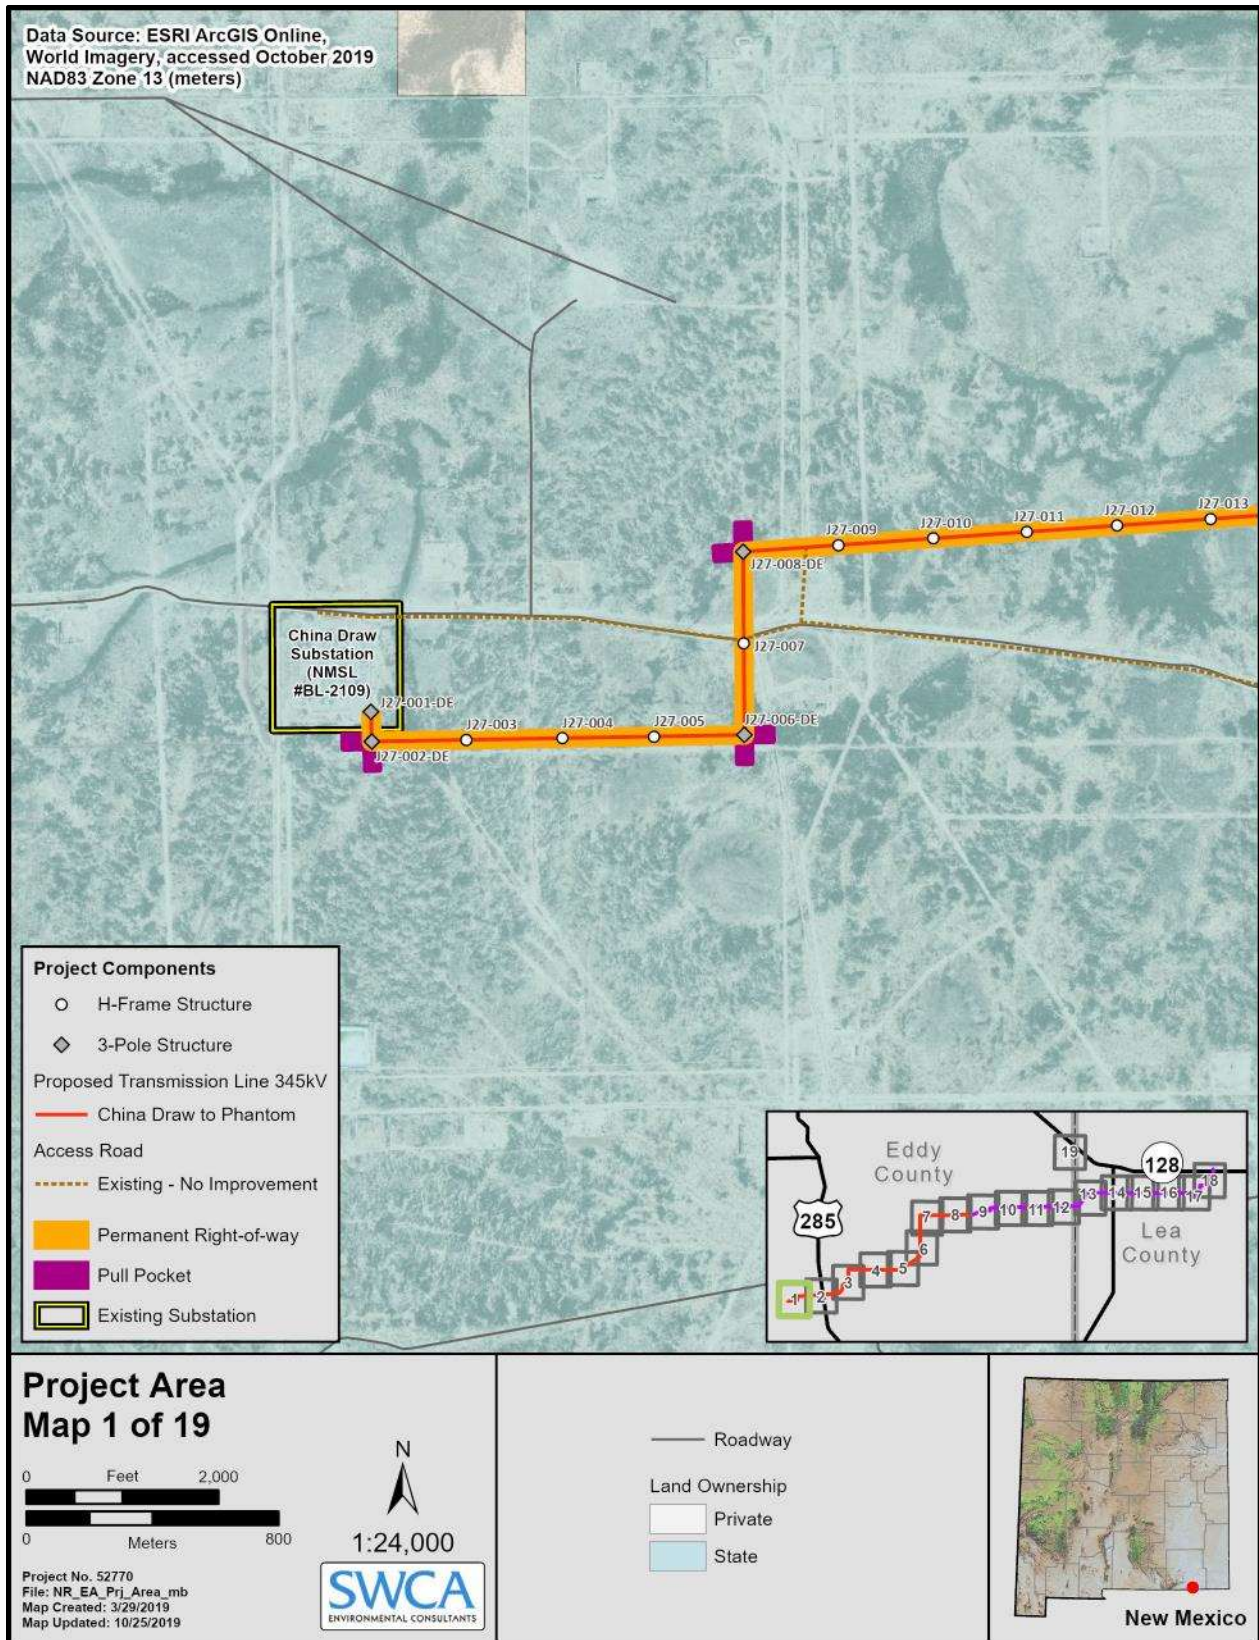 Data Source: ESRI ArcGIS Online,
World Imagery, accessed October 2019
NAD83 Zone 13 (meters)
J27-009
J27-010
J27-011
J27-012
J27-013
J27-008-DE
J27-007
China Draw
Substation
(NMSL
#BL-2109)
J27-001-DE
J27-002-DE
J27-003
J27-004
J27-005
J27-006-DE
Project Components
H-Frame Structure
3-Pole Structure
Proposed Transmission Line 345kV
China Draw to Phantom
Access Road
Existing - No Improvement
Permanent Right-of-way
Pull Pocket
Existing Substation
Eddy
County
Lea
County
285
128
1
2
3
4
5
6
7
8
9
10
11
12
13
14
15
16
17
18
19
Project Area
Map 1 of 19
0 Feet 2,000
0 Meters 800
Project No. 52770
File: NR_EA_Prj_Area_mb
Map Created: 3/29/2019
Map Updated: 10/25/2019
N
1:24,000
SWCA
ENVIRONMENTAL CONSULTANTS
Roadway
Land Ownership
Private
State
New Mexico